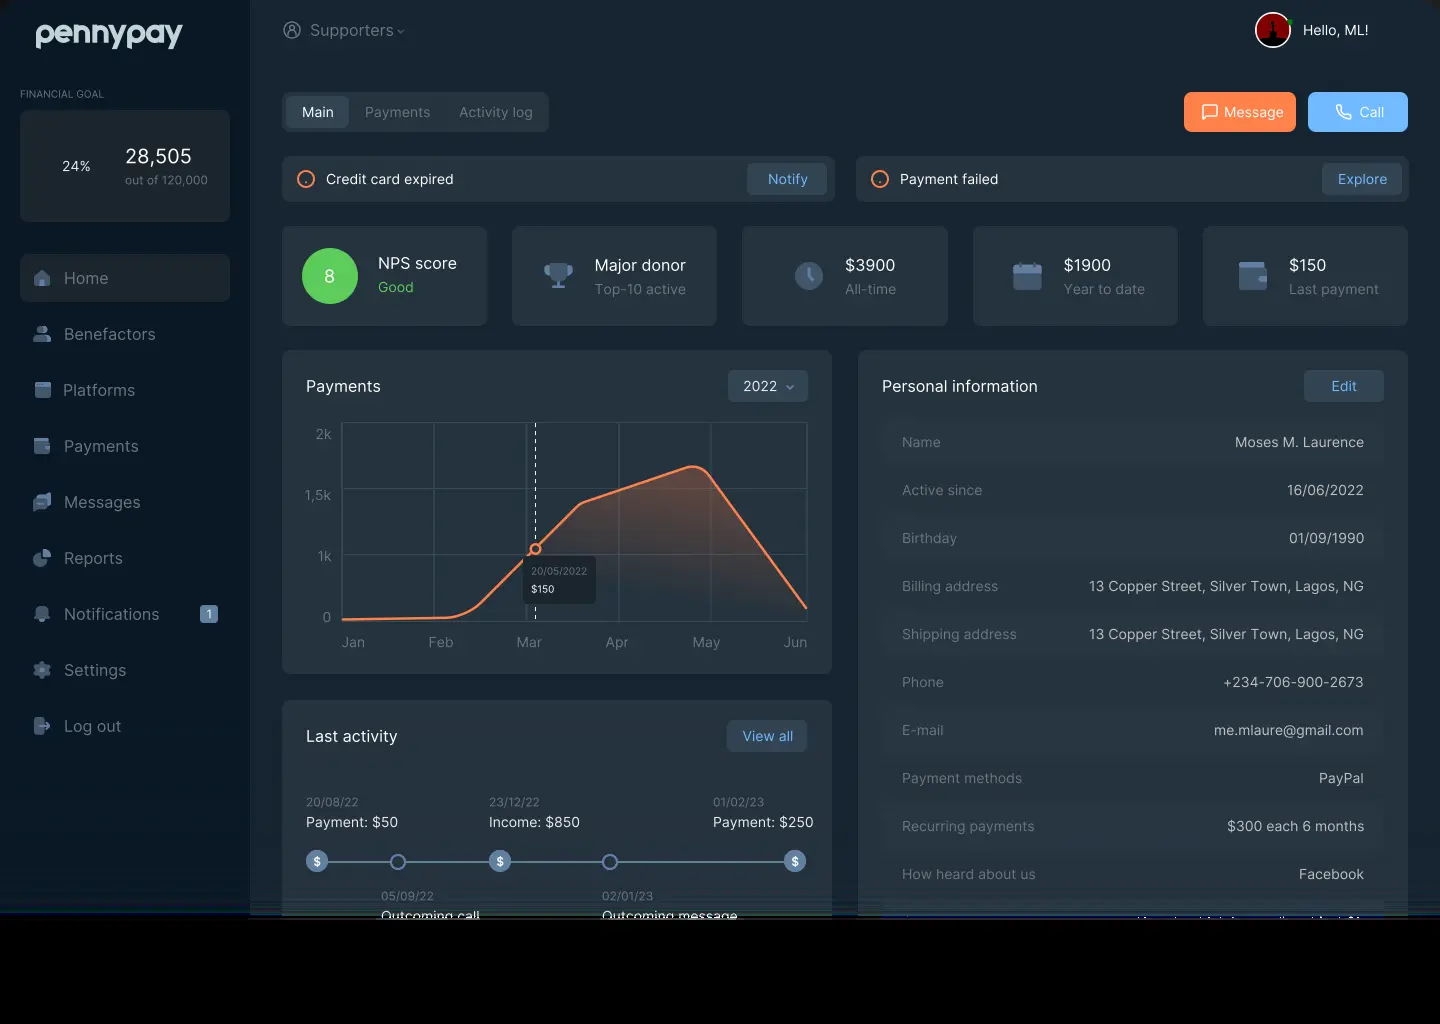 pennypay
Supporters
Hello, ML!
FINANCIAL GOAL
24%
28,505
out of 120,000
Home
Benefactors
Platforms
Payments
Messages
Reports
Notifications
1
Settings
Log out
Main
Payments
Activity log
Message
Call
Credit card expired
Notify
Payment failed
Explore
8
NPS score
Good
Major donor
Top-10 active
$3900
All-time
$1900
Year to date
$150
Last payment
Payments
2022
2k
1,5k
1k
0
20/05/2022
$150
Jan
Feb
Mar
Apr
May
Jun
Last activity
View all
20/08/22
Payment: $50
23/12/22
Income: $850
01/02/23
Payment: $250
$
$
$
05/09/22
Outcoming call
02/01/23
Outcoming message
Personal information
Edit
Name
Moses M. Laurence
Active since
16/06/2022
Birthday
01/09/1990
Billing address
13 Copper Street, Silver Town, Lagos, NG
Shipping address
13 Copper Street, Silver Town, Lagos, NG
Phone
+234-706-900-2673
E-mail
me.mlaure@gmail.com
Payment methods
PayPal
Recurring payments
$300 each 6 months
How heard about us
Facebook